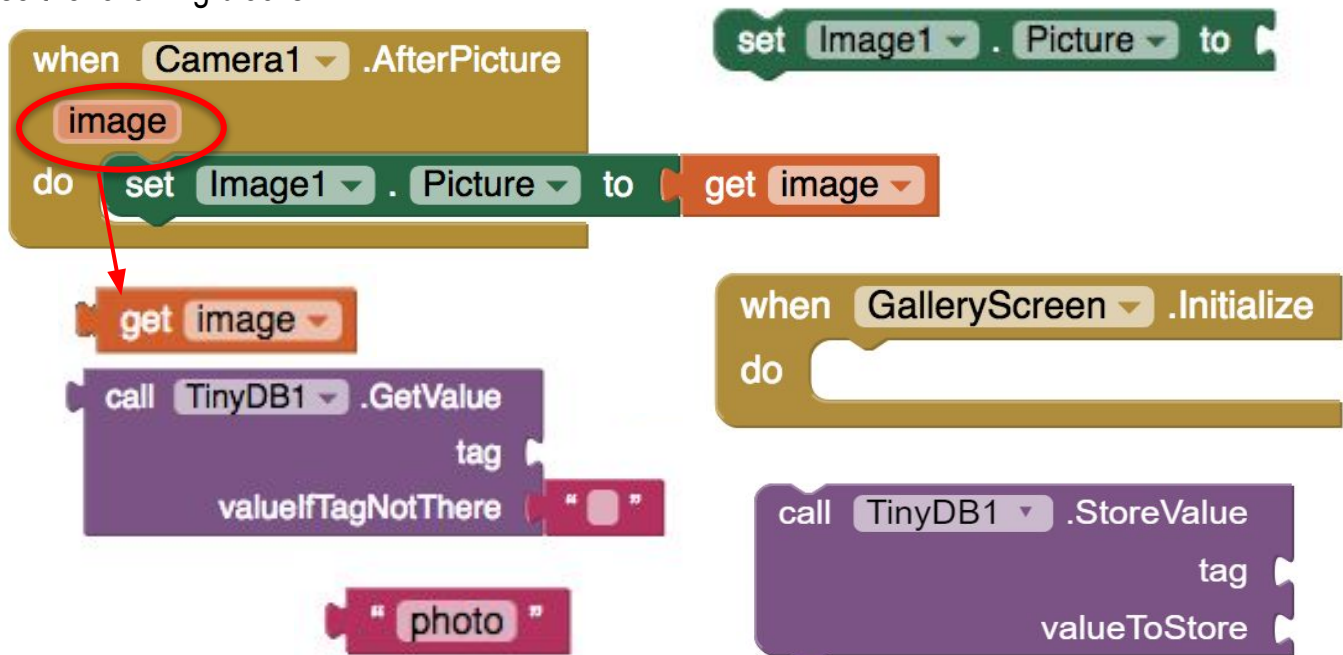 set Image1 . Picture to
when Camera1 .AfterPicture
image
do set Image1 . Picture to get image
get image
call TinyDB1 .GetValue
tag
valueIfTagNotThere " "
" photo "
when GalleryScreen .Initialize
do
call TinyDB1 .StoreValue
tag
valueToStore